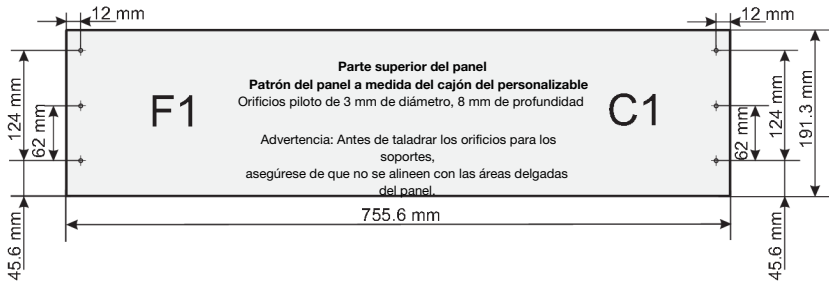 12 mm
12 mm
Parte superior del panel
Patrón del panel a medida del cajón del personalizable
Orificios piloto de 3 mm de diámetro, 8 mm de profundidad
F1
C1
Advertencia: Antes de taladrar los orificios para los
soportes,
asegúrese de que no se alineen con las áreas delgadas
del panel.
124 mm
62 mm
45.6 mm
755.6 mm
62 mm
124 mm
191.3 mm
45.6 mm